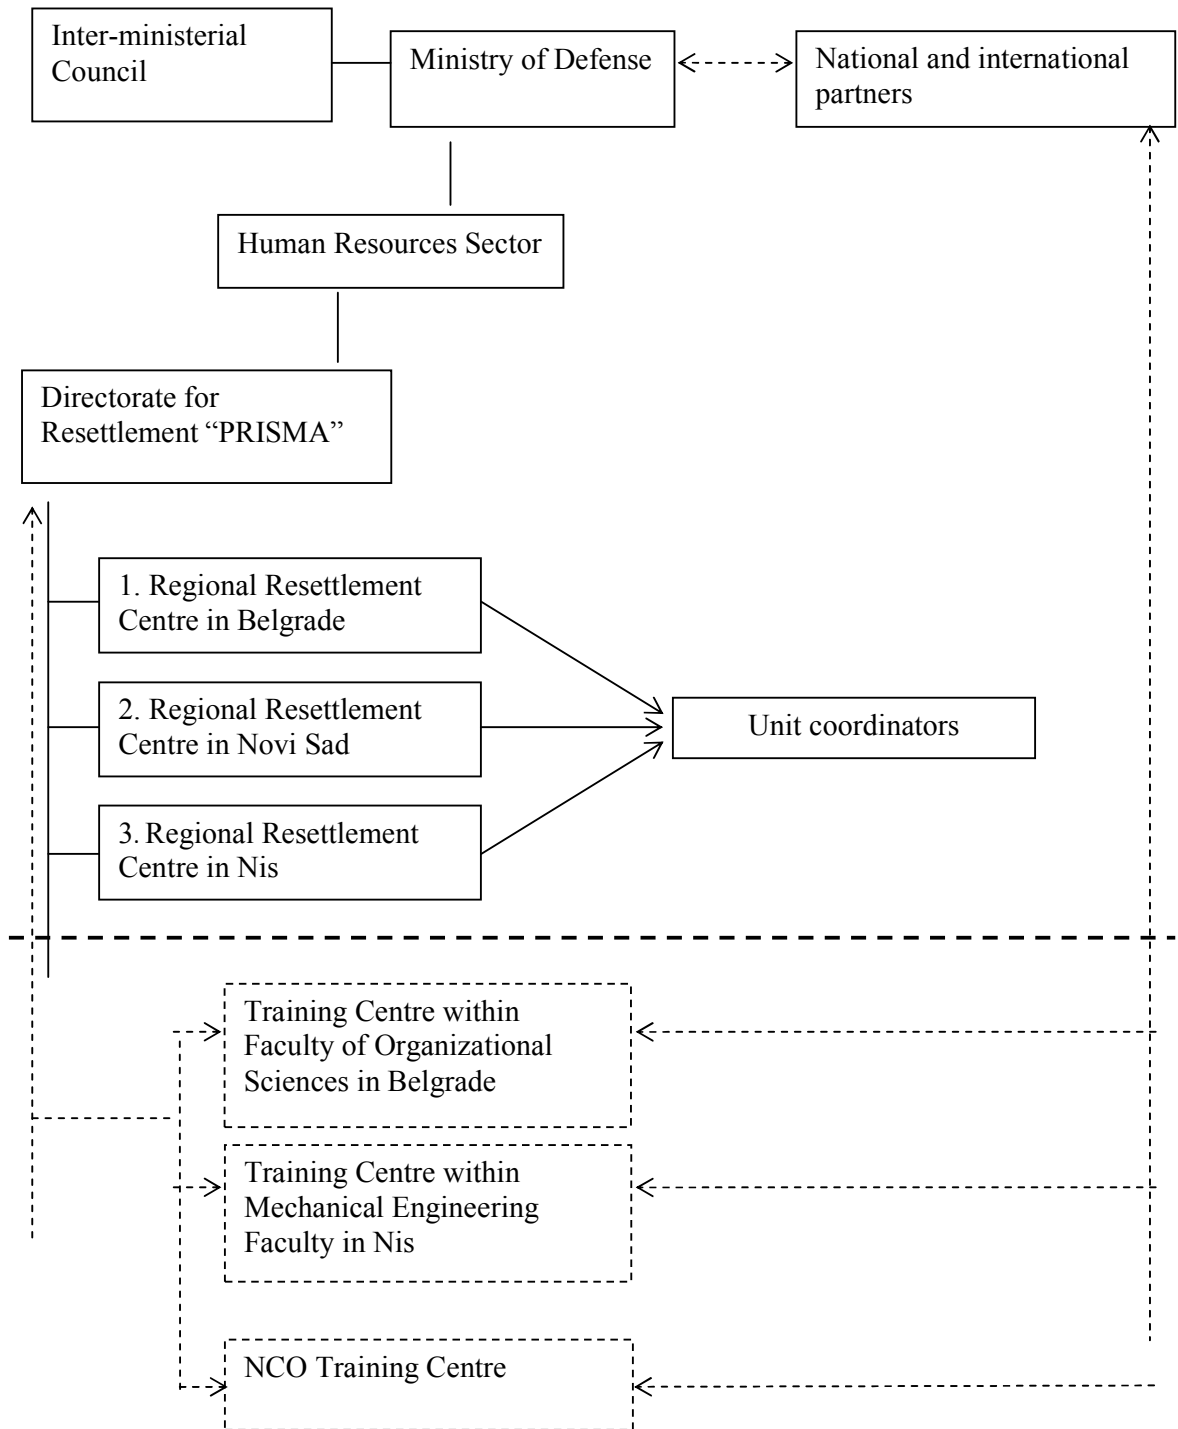 Inter-ministerial
Council
Ministry of Defense
National and international
partners
Human Resources Sector
Directorate for
Resettlement “PRISMA”
1. Regional Resettlement
Centre in Belgrade
2. Regional Resettlement
Centre in Novi Sad
3. Regional Resettlement
Centre in Nis
Unit coordinators
Training Centre within
Faculty of Organizational
Sciences in Belgrade
Training Centre within
Mechanical Engineering
Faculty in Nis
NCO Training Centre